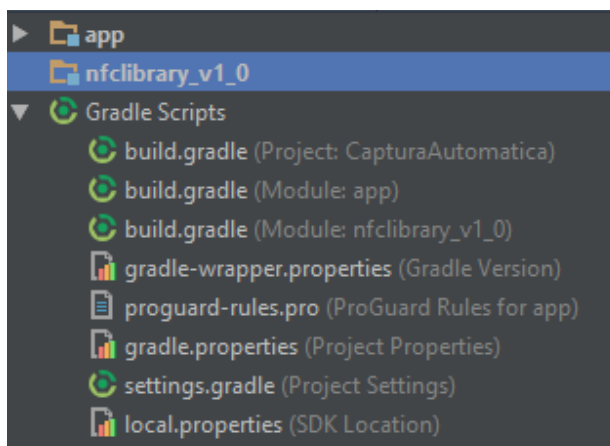 app
nfclibrary_v1_0
Gradle Scripts
build.gradle (Project: CapturaAutomatica)
build.gradle (Module: app)
build.gradle (Module: nfclibrary_v1_0)
gradle-wrapper.properties (Gradle Version)
proguard-rules.pro (ProGuard Rules for app)
gradle.properties (Project Properties)
settings.gradle (Project Settings)
local.properties (SDK Location)